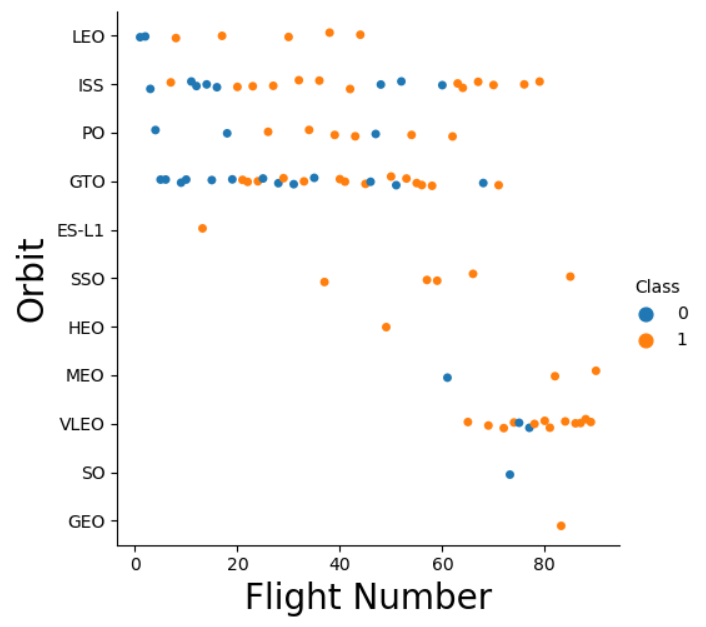 LEO
ISS
PO
GTO
ES-L1
SSO
HEO
MEO
VLEO
SO
GEO
Orbit
0 20 40 60 80
Flight Number
Class
0
1